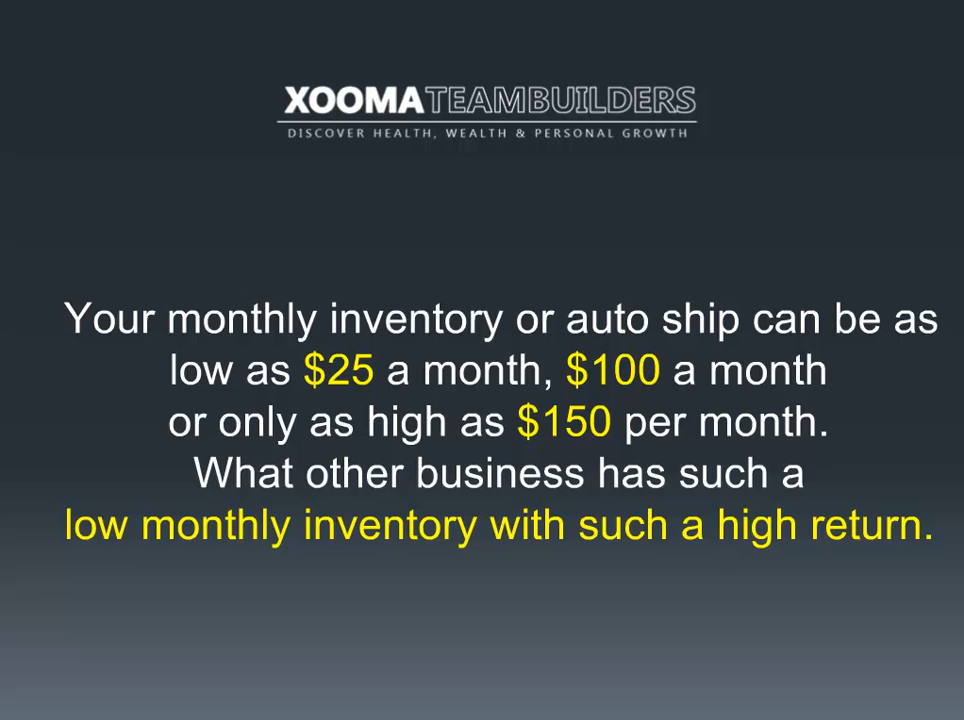 XOOMATEAMBUILDERS
DISCOVER HEALTH, WEALTH & PERSONAL GROWTH
Your monthly inventory or auto ship can be as
low as $25 a month, $100 a month
or only as high as $150 per month.
What other business has such a
low monthly inventory with such a high return.